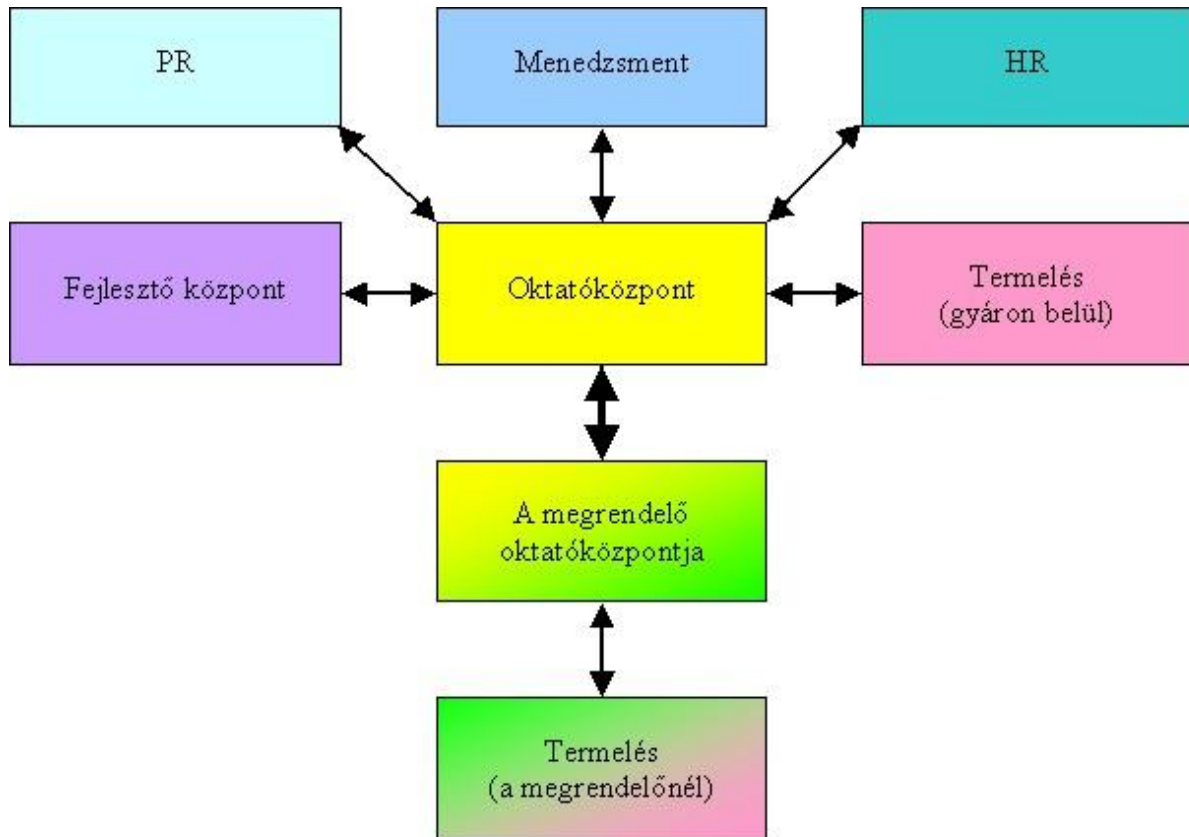 PR
Menedzsment
HR
Fejlesztő központ
Oktatóközpont
Termelés
(gyáron belül)
A megrendelő
oktatóközpontja
Termelés
(a megrendelőnél)